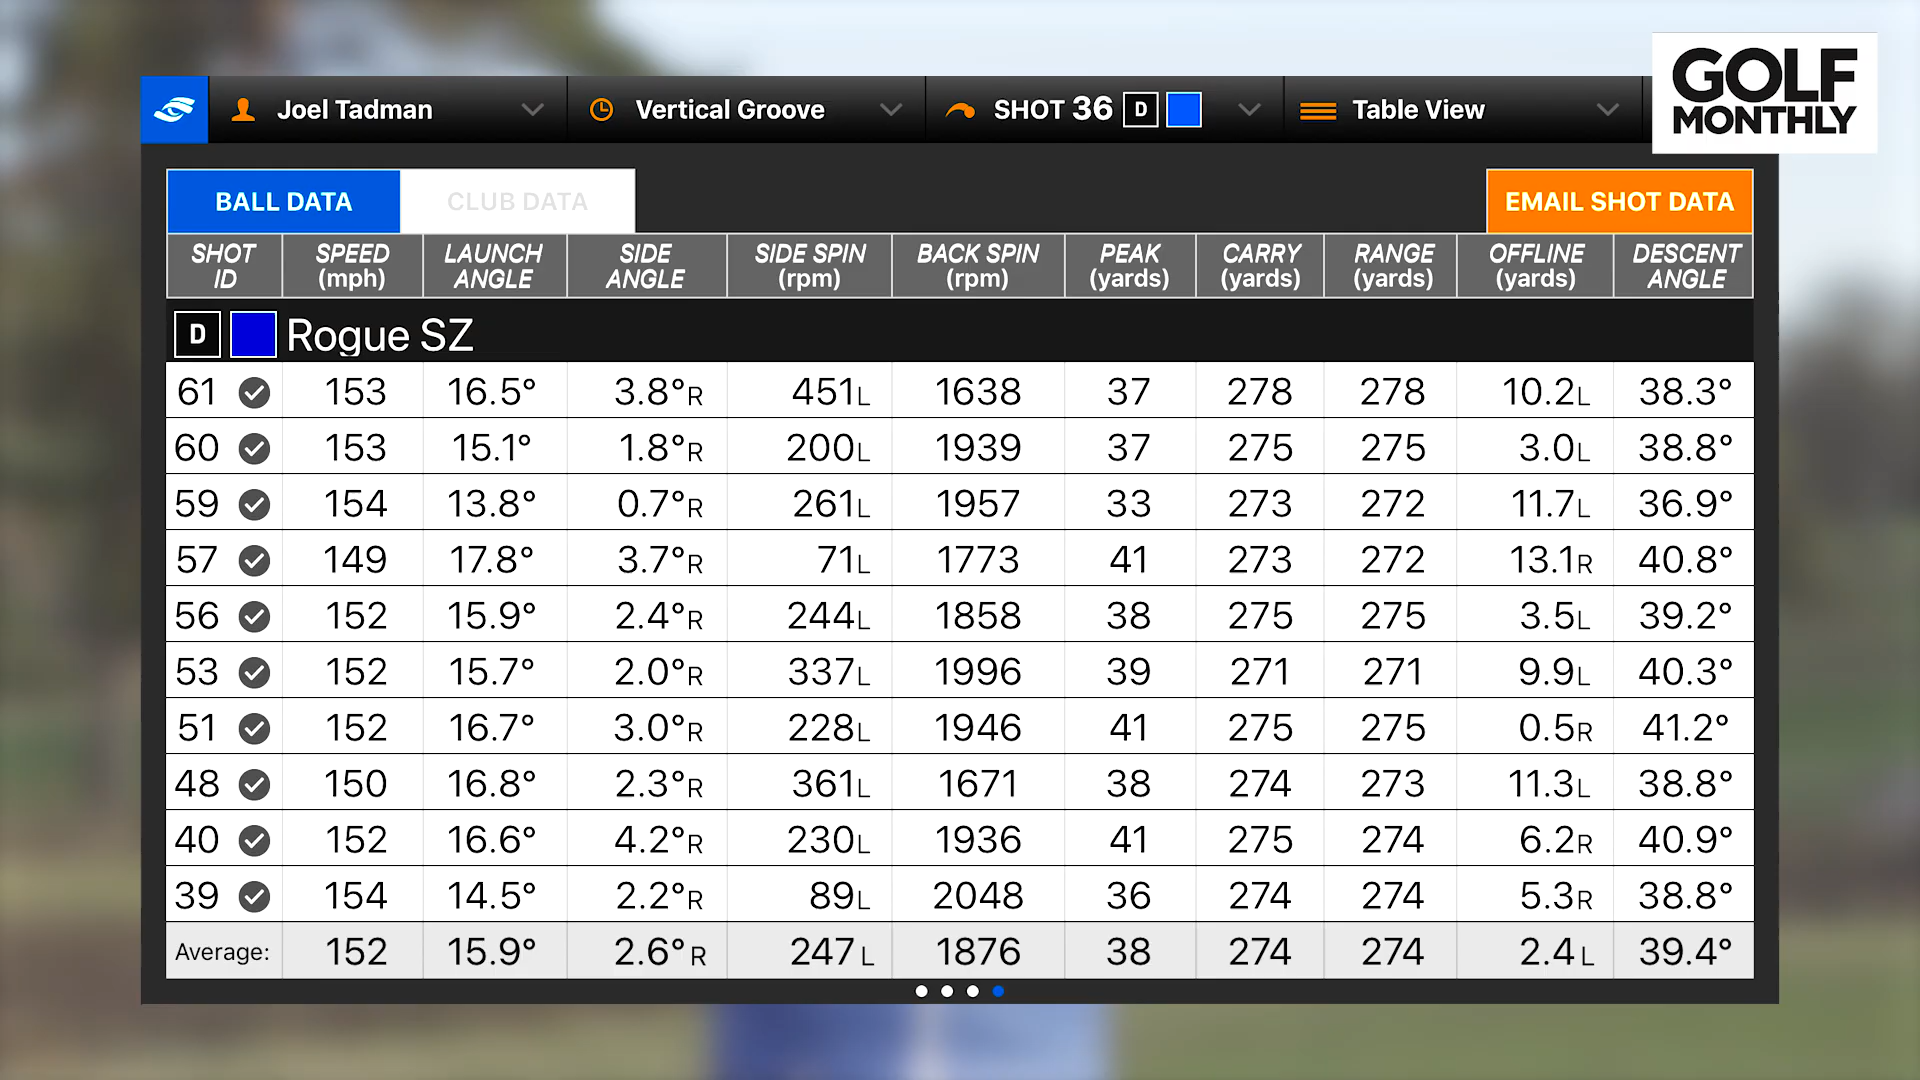 GOLF
MONTHLY
Joel Tadman Vertical Groove SHOT 36 D Table View
BALL DATA CLUB DATA EMAIL SHOT DATA
SHOT ID SPEED (mph) LAUNCH ANGLE SIDE ANGLE SIDE SPIN (rpm) BACK SPIN (rpm) PEAK (yards) CARRY (yards) RANGE (yards) OFFLINE (yards) DESCENT ANGLE
D Rogue SZ
61 153 16.5° 3.8°R 451L 1638 37 278 278 10.2L 38.3°
60 153 15.1° 1.8°R 200L 1939 37 275 275 3.0L 38.8°
59 154 13.8° 0.7°R 261L 1957 33 273 272 11.7L 36.9°
57 149 17.8° 3.7°R 71L 1773 41 273 272 13.1R 40.8°
56 152 15.9° 2.4°R 244L 1858 38 275 275 3.5L 39.2°
53 152 15.7° 2.0°R 337L 1996 39 271 271 9.9L 40.3°
51 152 16.7° 3.0°R 228L 1946 41 275 275 0.5R 41.2°
48 150 16.8° 2.3°R 361L 1671 38 274 273 11.3L 38.8°
40 152 16.6° 4.2°R 230L 1936 41 275 274 6.2R 40.9°
39 154 14.5° 2.2°R 89L 2048 36 274 274 5.3R 38.8°
Average: 152 15.9° 2.6°R 247L 1876 38 274 274 2.4L 39.4°